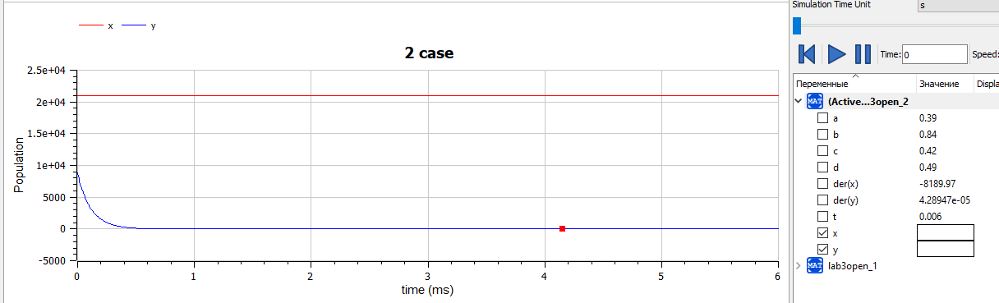 x y
2 case
2.5e+04
2e+04
1.5e+04
1e+04
5000
0
-5000
Population
0 1 2 3 4 5 6
time (ms)
Simulation Time Unit s
Time: 0 Speed:
Переменные Значение Displa
MAT (Active...3open_2
a 0.39
b 0.84
c 0.42
d 0.49
der(x) -8189.97
der(y) 4.28947e-05
t 0.006
x
y
MAT lab3open_1